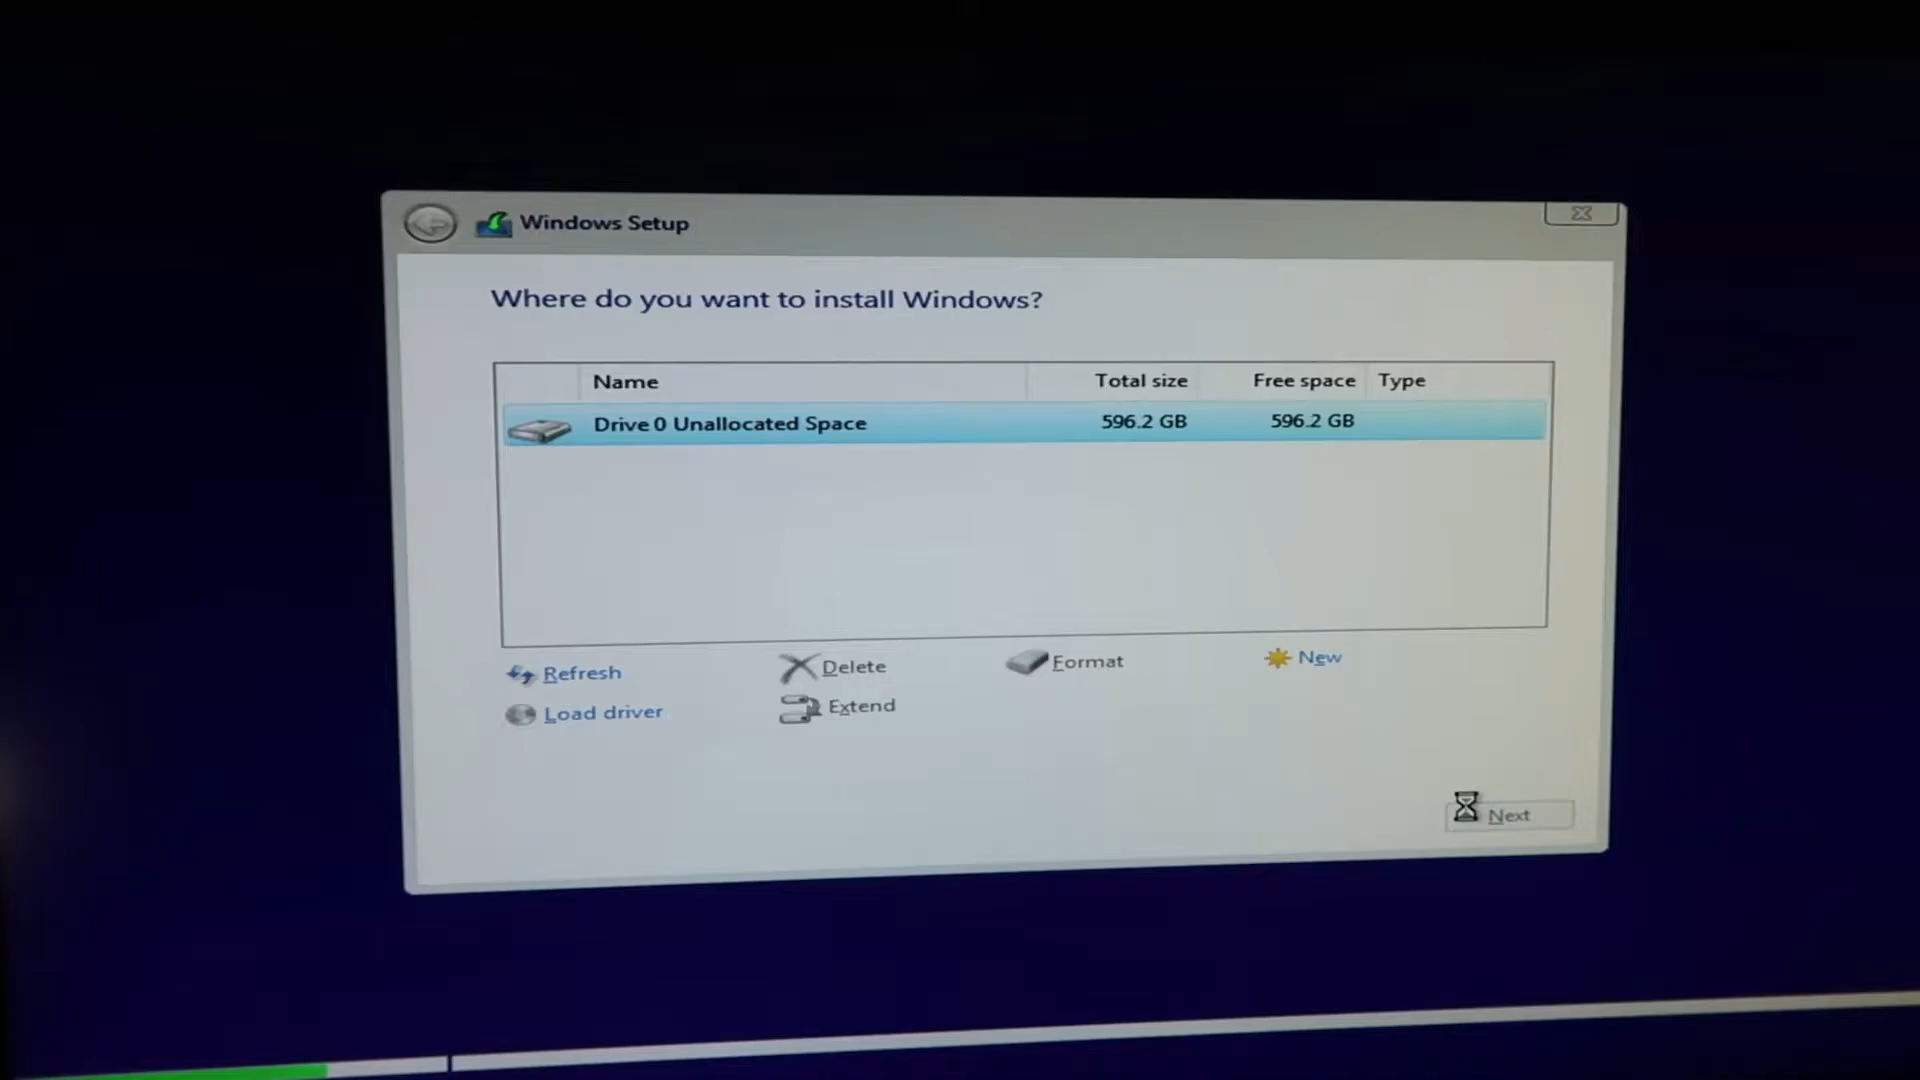 Windows Setup
Where do you want to install Windows?
Name Total size Free space Type
Drive 0 Unallocated Space 596.2 GB 596.2 GB
Refresh Delete Format New
Load driver Extend
Next